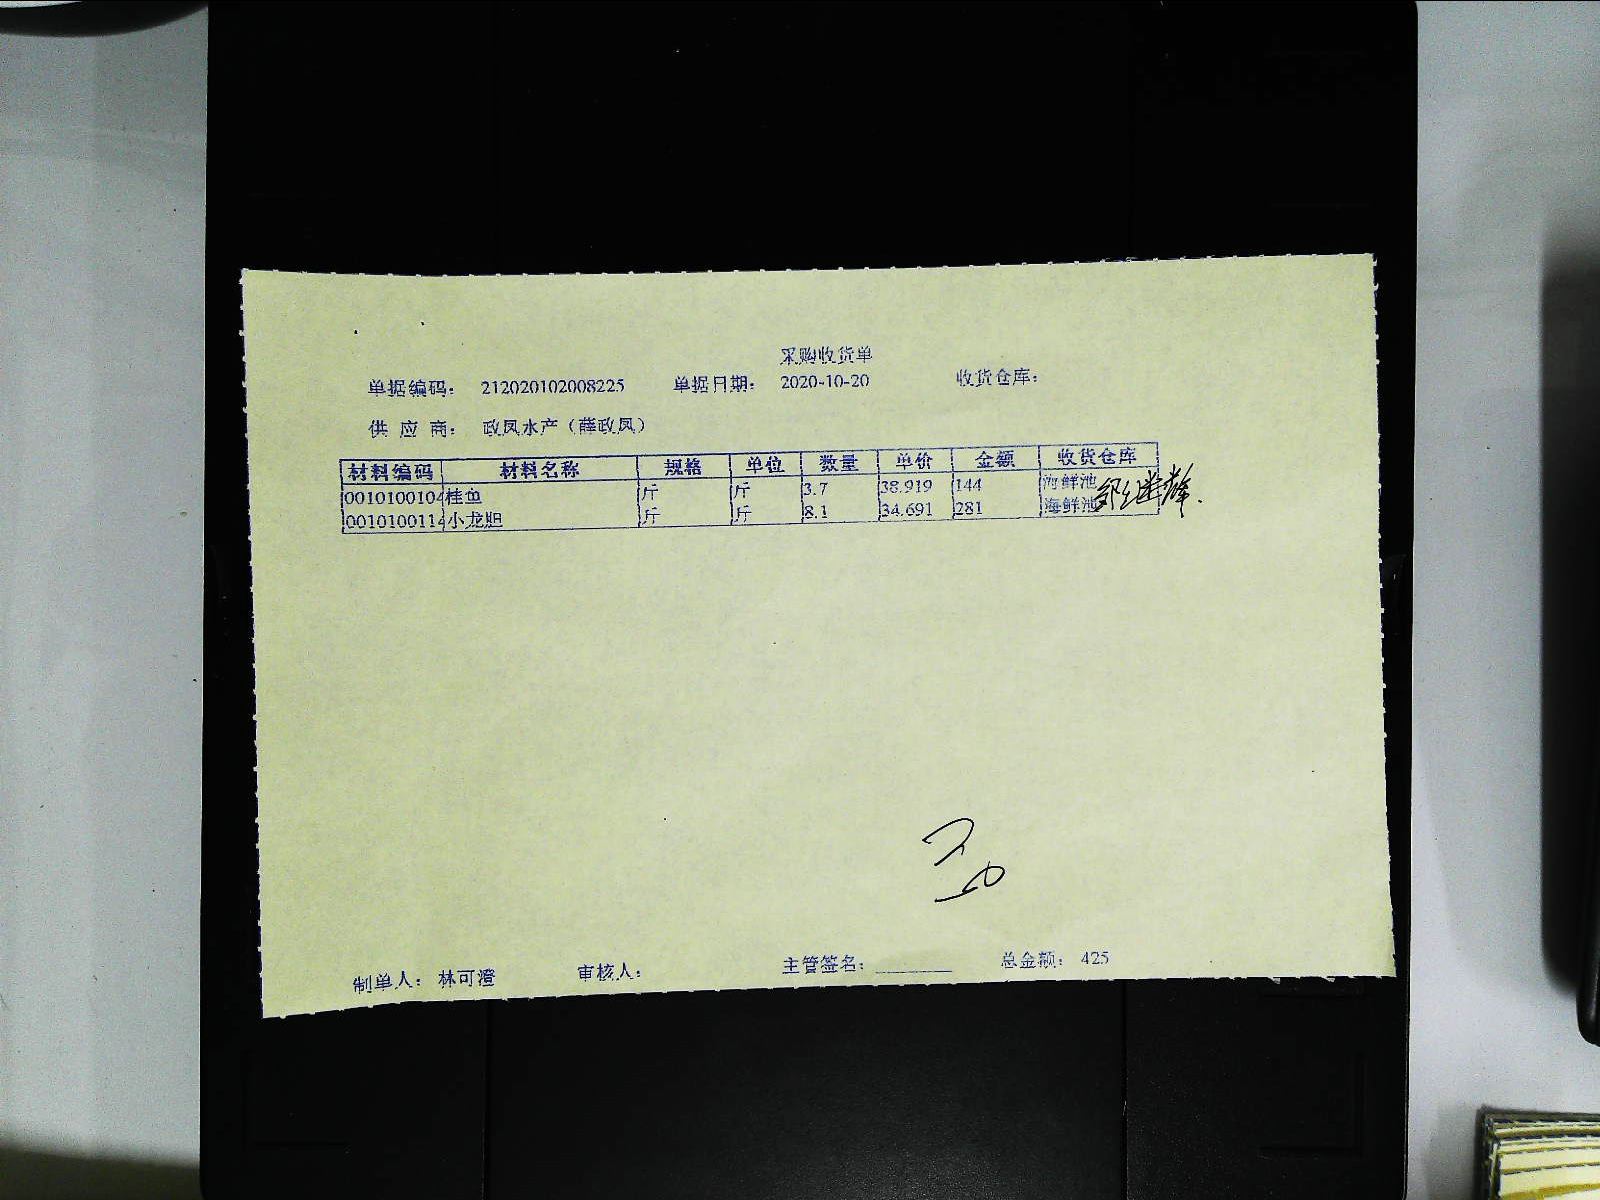 采购收货单
单据编码： 212020102008225 单据日期： 2020-10-20 收货仓库：
供 应 商： 政凤水产（薛政凤）
材料编码 材料名称 规格 单位 数量 单价 金额 收货仓库
0010100104 桂鱼 斤 斤 3.7 38.919 144 海鲜池
0010100114 小龙胆 斤 斤 8.1 34.691 281 海鲜池
制单人： 林可澄 审核人： 主管签名： 总金额： 425